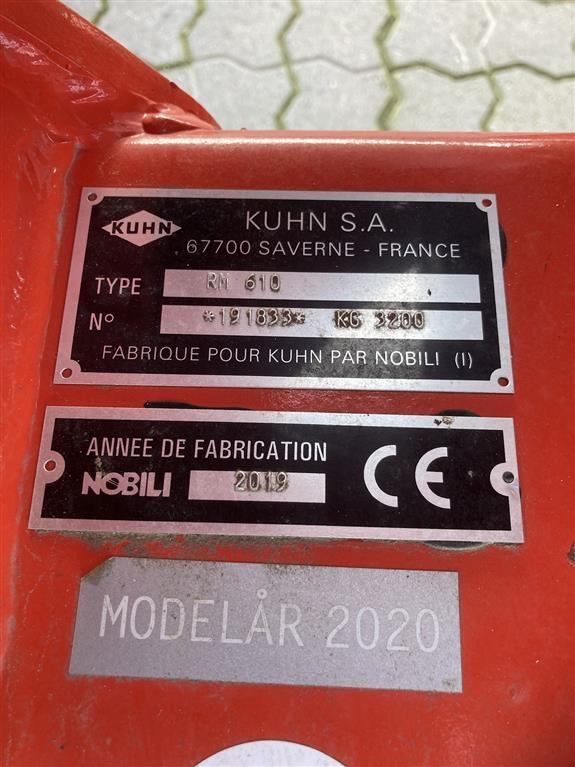 KUHN
KUHN S.A.
67700 SAVERNE - FRANCE
TYPE RM 610
N° *191833* KG 3200
FABRIQUE POUR KUHN PAR NOBILI (I)
ANNEE DE FABRICATION
NOBILI 2019
CE
MODELÅR 2020